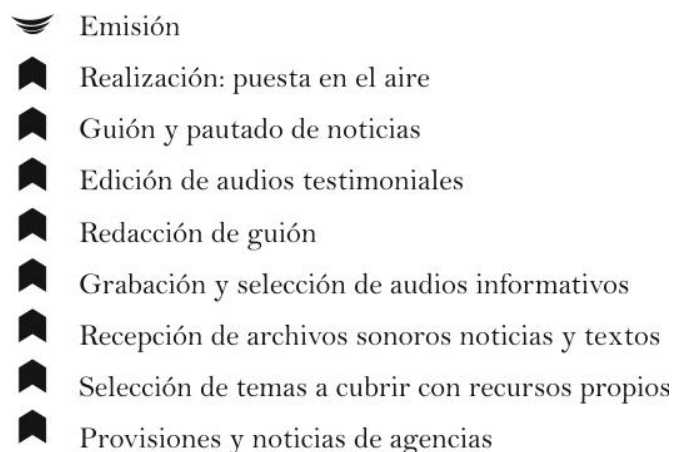 Emisión
Realización: puesta en el aire
Guión y pautado de noticias
Edición de audios testimoniales
Redacción de guión
Grabación y selección de audios informativos
Recepción de archivos sonoros noticias y textos
Selección de temas a cubrir con recursos propios
Provisiones y noticias de agencias